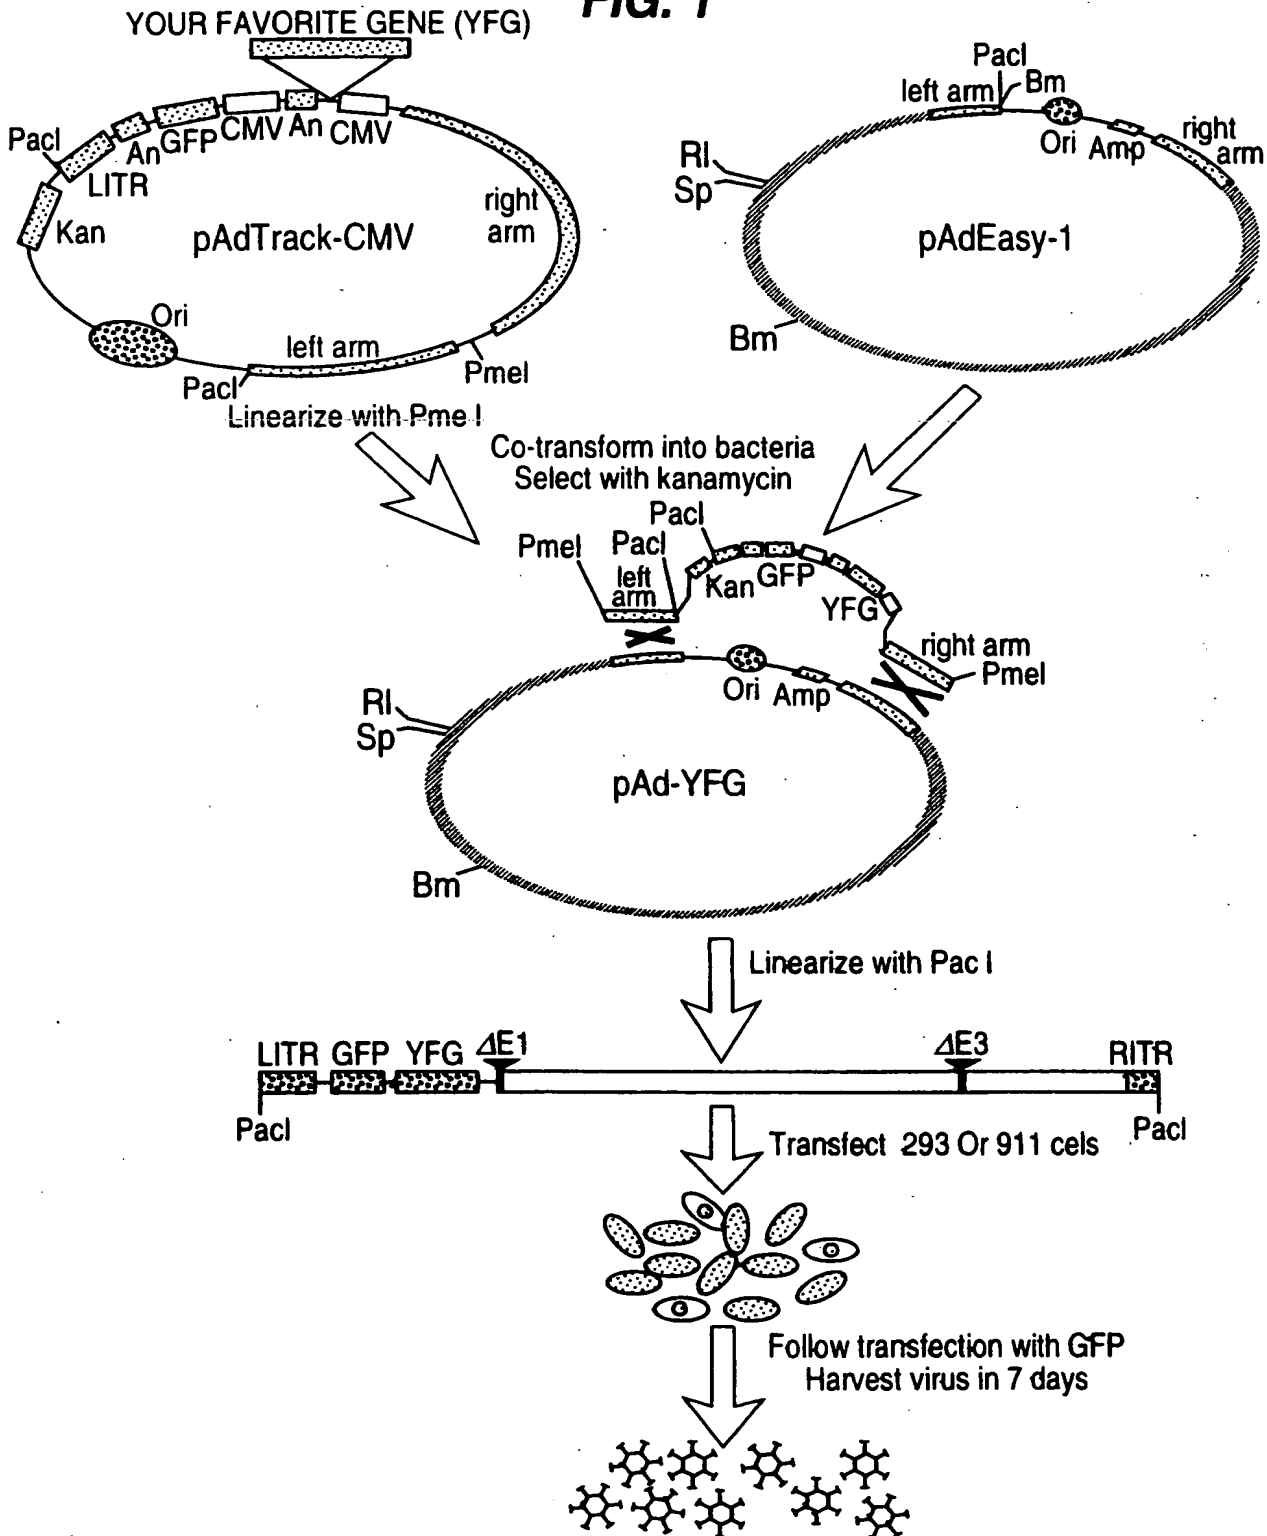 FIG. 1
YOUR FAVORITE GENE (YFG)
PacI
An
GFP
CMV
An
CMV
LITR
Kan
pAdTrack-CMV
right
arm
Ori
left arm
PacI
PmeI
Linearize with Pme I
PacI
left arm
Bm
Ori
Amp
right
arm
RI
Sp
pAdEasy-1
Bm
Co-transform into bacteria
Select with kanamycin
PacI
PmeI
PacI
left
arm
Kan
GFP
YFG
right arm
PmeI
Ori
Amp
RI
Sp
pAd-YFG
Bm
Linearize with Pac I
LITR GFP YFG ΔE1 ΔE3 RITR
PacI
PacI
Transfect 293 Or 911 cels
Follow transfection with GFP
Harvest virus in 7 days